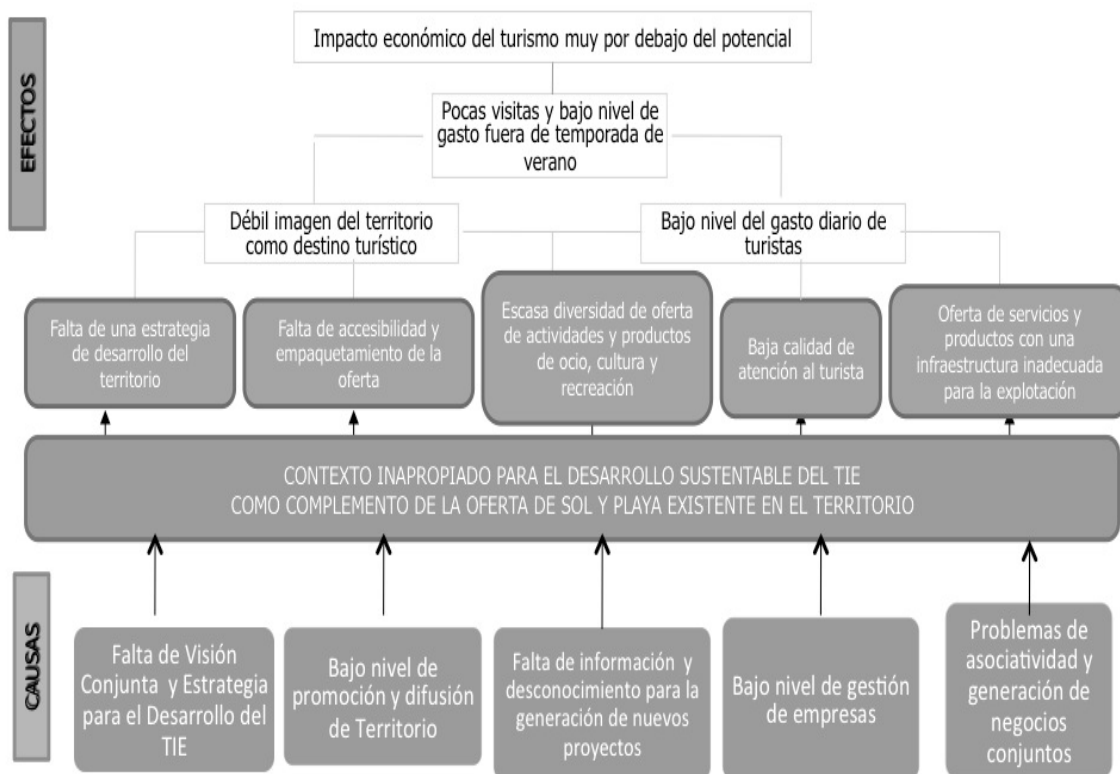 EFECTOS
Impacto económico del turismo muy por debajo del potencial
Pocas visitas y bajo nivel de
gasto fuera de temporada de
verano
Débil imagen del territorio
como destino turístico
Bajo nivel del gasto diario de
turistas
Falta de una estrategia
de desarrollo del
territorio
Falta de accesibilidad y
empaquetamiento de la
oferta
Escasa diversidad de oferta
de actividades y productos
de ocio, cultura y
recreación
Baja calidad de
atención al turista
Oferta de servicios y
productos con una
infraestructura inadecuada
para la explotación
CONTEXTO INAPROPIADO PARA EL DESARROLLO SUSTENTABLE DEL TIE
COMO COMPLEMENTO DE LA OFERTA DE SOL Y PLAYA EXISTENTE EN EL TERRITORIO
CAUSAS
Falta de Visión
Conjunta y Estrategia
para el Desarrollo del
TIE
Bajo nivel de
promoción y difusión
de Territorio
Falta de información y
desconocimiento para la
generación de nuevos
proyectos
Bajo nivel de gestión
de empresas
Problemas de
asociatividad y
generación de
negocios
conjuntos